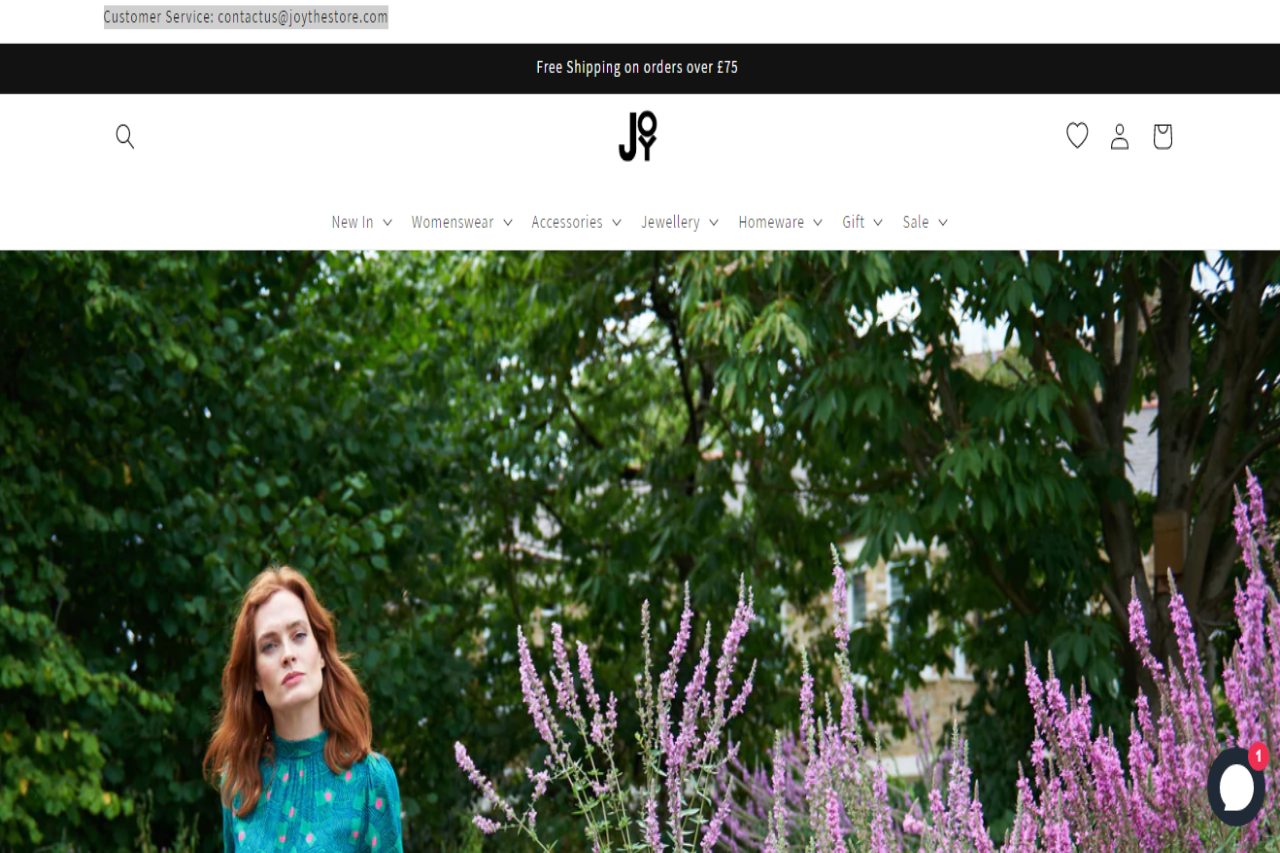 Customer Service: contactus@joythestore.com
Free Shipping on orders over £75
JOY
New In Womenswear Accessories Jewellery Homeware Gift Sale
1